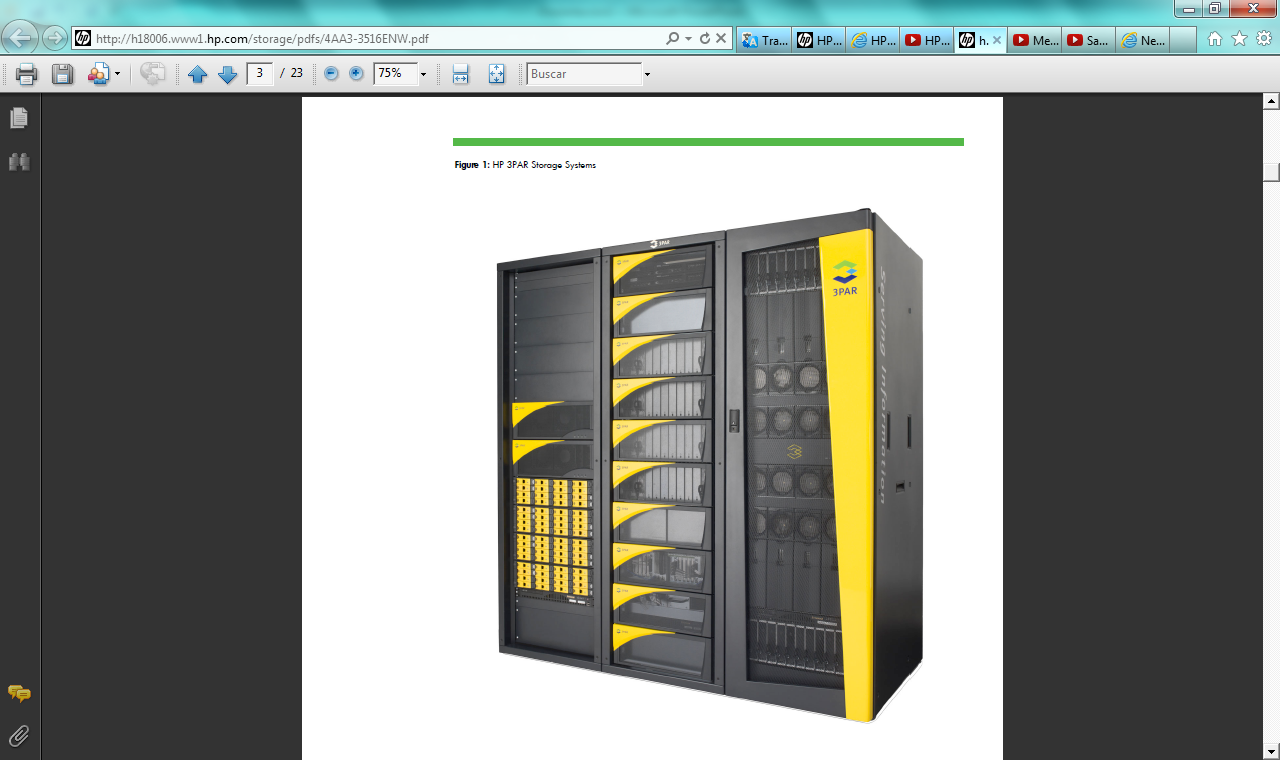 http://h18006.www1.hp.com/storage/pdfs/4AA3-3516ENW.pdf
Tra...
HP...
HP...
HP...
h.
Me...
Sa...
Ne...
3 / 23
75%
Buscar
Figure 1: HP 3PAR Storage Systems
3PAR
3PAR
Serving Information